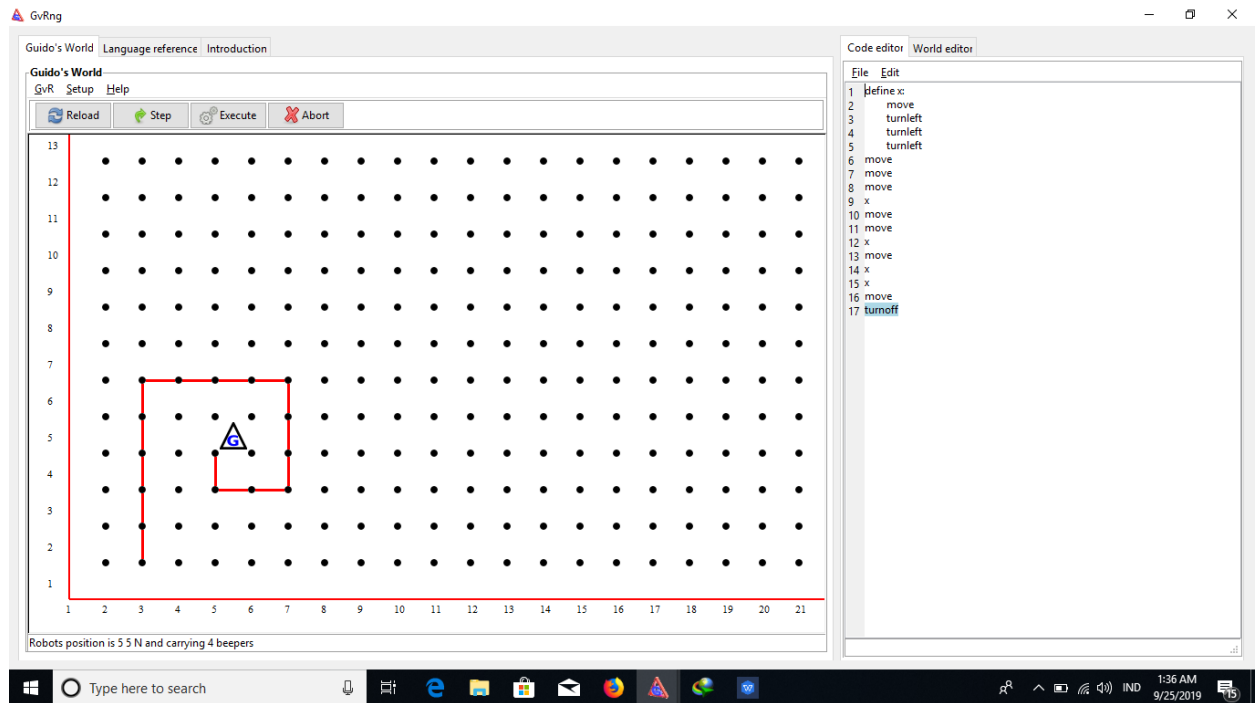 GvRng
Guido's World Language reference Introduction
Guido's World
GvR Setup Help
Reload Step Execute Abort
13
12
11
10
9
8
7
6
5
4
3
2
1
G
1 2 3 4 5 6 7 8 9 10 11 12 13 14 15 16 17 18 19 20 21
Robots position is 5 5 N and carrying 4 beepers
Code editor World editor
File Edit
1 define x:
2 move
3 turnleft
4 turnleft
5 turnleft
6 move
7 move
8 move
9 x
10 move
11 move
12 x
13 move
14 x
15 x
16 move
17 turnoff
Type here to search
IND
1:36 AM
9/25/2019
15